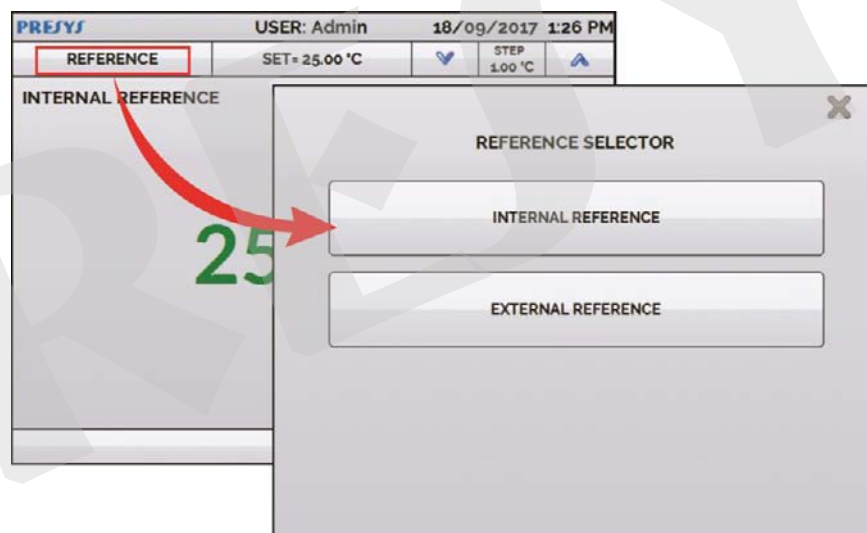 PRESYS USER: Admin 18/09/2017 1:26 PM
REFERENCE SET= 25.00 °C STEP
1.00 °C
INTERNAL REFERENCE
25
REFERENCE SELECTOR
INTERNAL REFERENCE
EXTERNAL REFERENCE